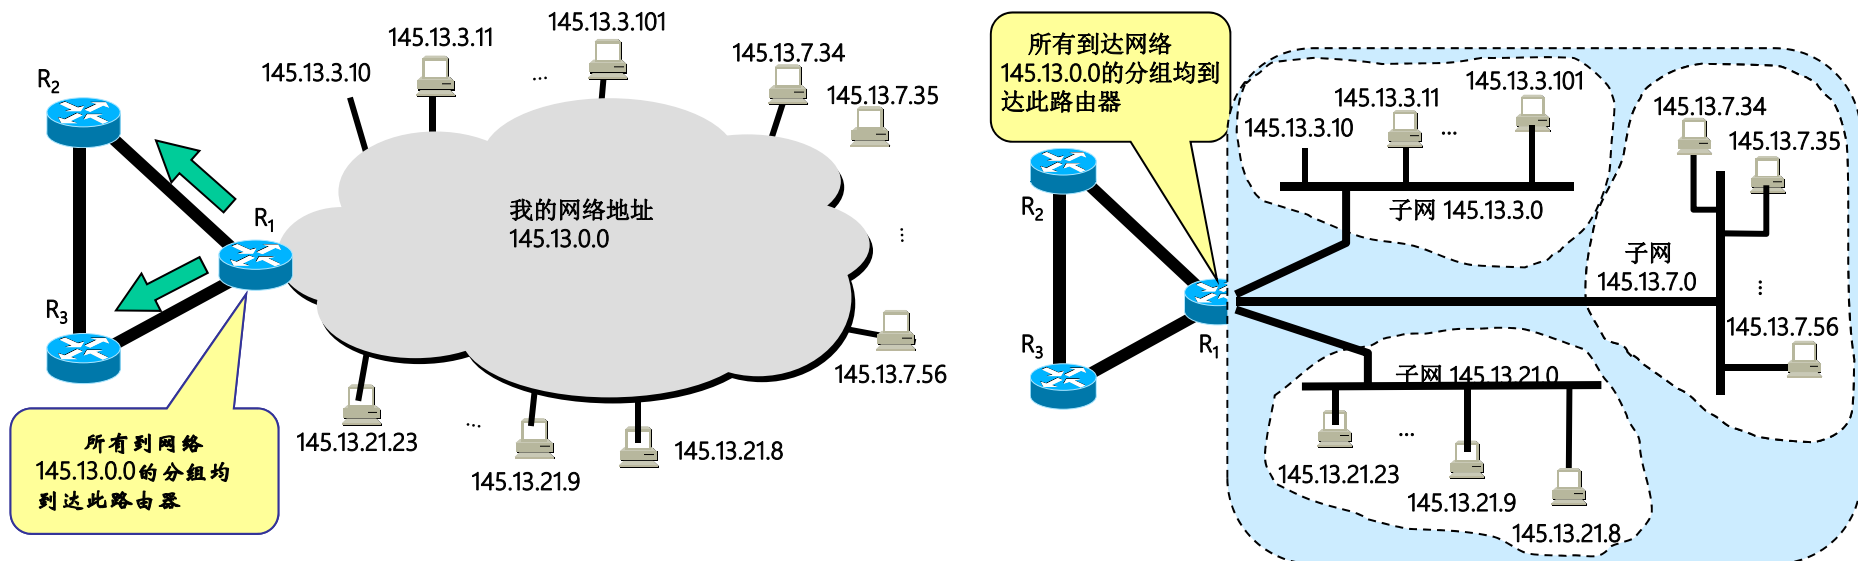 145.13.3.101
145.13.3.11
...
145.13.7.34
145.13.3.10
145.13.7.35
R2
我的网络地址
145.13.0.0
R1
...
R3
145.13.7.56
145.13.21.23
...
145.13.21.8
145.13.21.9
所有到网络
145.13.0.0的分组均
到达此路由器
所有到达网络
145.13.0.0的分组均到
达此路由器
145.13.3.101
145.13.3.11
...
145.13.3.10
145.13.7.34
145.13.7.35
R2
子网 145.13.3.0
子网
145.13.7.0
...
R3
R1
145.13.7.56
子网 145.13.21.0
...
145.13.21.23
145.13.21.9
145.13.21.8